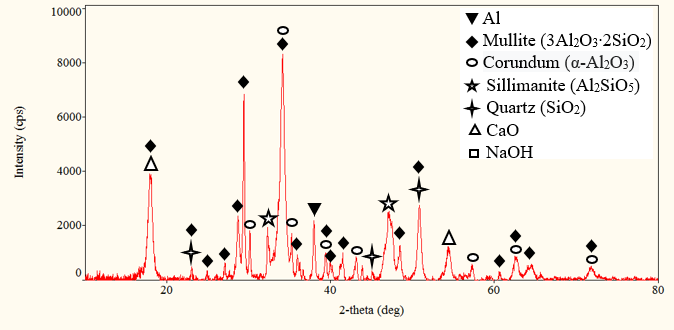 10000
8000
6000
4000
2000
0
20
40
60
80
Intensity (cps)
2-theta (deg)
Al
Mullite (3Al₂O₃·2SiO₂)
Corundum (α-Al₂O₃)
Sillimanite (Al₂SiO₅)
Quartz (SiO₂)
CaO
NaOH